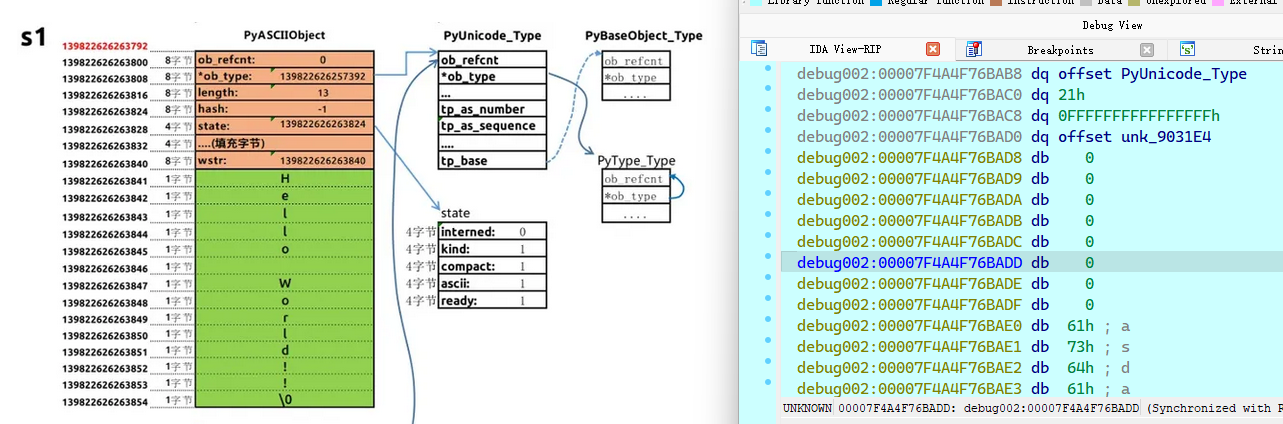 s1
PyASCIIObject
139822626263792
139822626263800 8字节 ob_refcnt: 0
139822626263808 8字节 *ob_type: 139822626257392
139822626263816 8字节 length: 13
139822626263824 8字节 hash: -1
139822626263828 4字节 state: 139822626263824
139822626263832 4字节 ....(填充字节)
139822626263840 8字节 wstr: 139822626263840
139822626263841 1字节 H
139822626263842 1字节 e
139822626263843 1字节 l
139822626263844 1字节 l
139822626263845 1字节 o
139822626263846 1字节
139822626263847 1字节 W
139822626263848 1字节 o
139822626263849 1字节 r
139822626263850 1字节 l
139822626263851 1字节 d
139822626263852 1字节 !
139822626263853 1字节 !
139822626263854 1字节 \0
PyUnicode_Type
ob_refcnt
*ob_type
...
tp_as_number
tp_as_sequence
....
tp_base
PyBaseObject_Type
ob_refcnt
*ob_type
....
PyType_Type
ob_refcnt
*ob_type
....
state
4字节 interned: 0
4字节 kind: 1
4字节 compact: 1
4字节 ascii: 1
4字节 ready: 1
Library function Regular function Instruction Data Unexplored External
Debug View
IDA View-RIP Breakpoints Strin
debug002:00007F4A4F76BAB8 dq offset PyUnicode_Type
debug002:00007F4A4F76BAC0 dq 21h
debug002:00007F4A4F76BAC8 dq 0FFFFFFFFFFFFFFFFh
debug002:00007F4A4F76BAD0 dq offset unk_9031E4
debug002:00007F4A4F76BAD8 db 0
debug002:00007F4A4F76BAD9 db 0
debug002:00007F4A4F76BADA db 0
debug002:00007F4A4F76BADB db 0
debug002:00007F4A4F76BADC db 0
debug002:00007F4A4F76BADD db 0
debug002:00007F4A4F76BADE db 0
debug002:00007F4A4F76BADF db 0
debug002:00007F4A4F76BAE0 db 61h ; a
debug002:00007F4A4F76BAE1 db 73h ; s
debug002:00007F4A4F76BAE2 db 64h ; d
debug002:00007F4A4F76BAE3 db 61h ; a
UNKNOWN 00007F4A4F76BADD: debug002:00007F4A4F76BADD (Synchronized with R